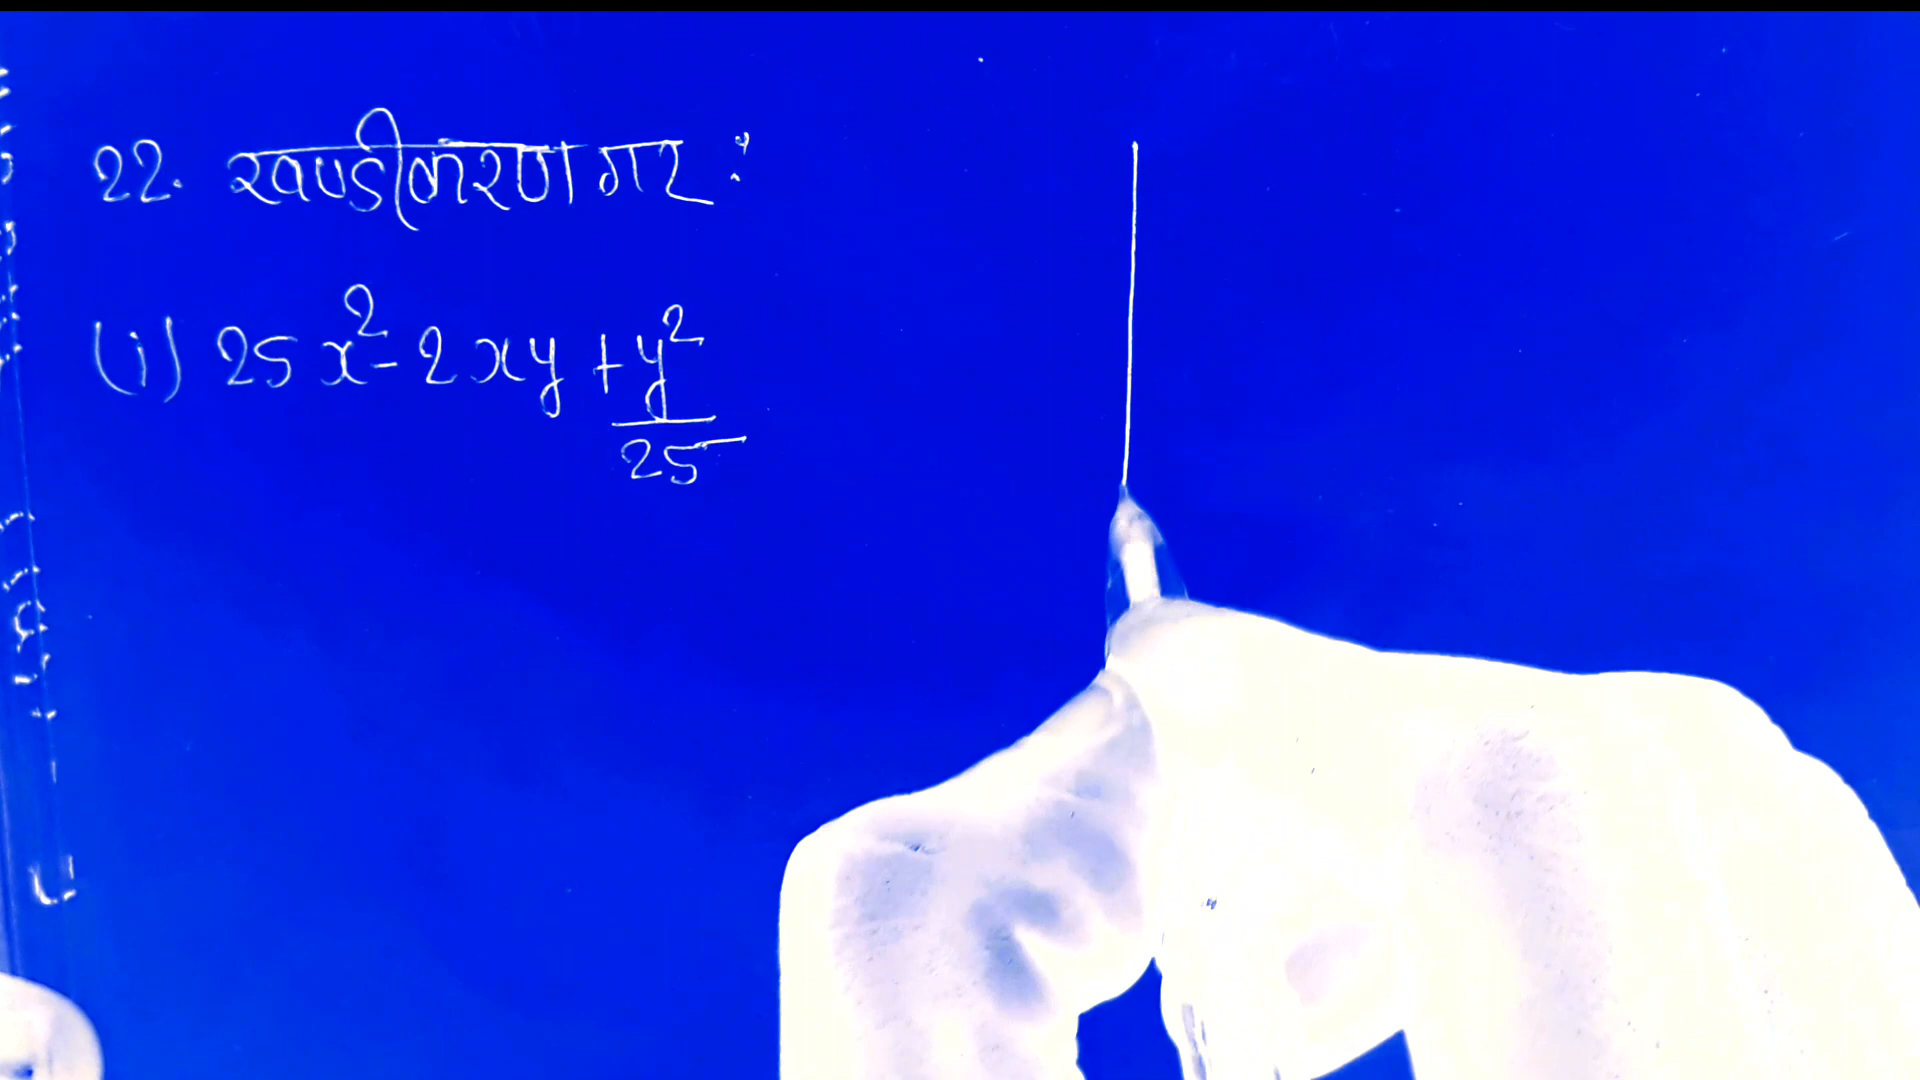 22. खण्डीकरण गर :
(i) 25x² - 2xy + y²/25